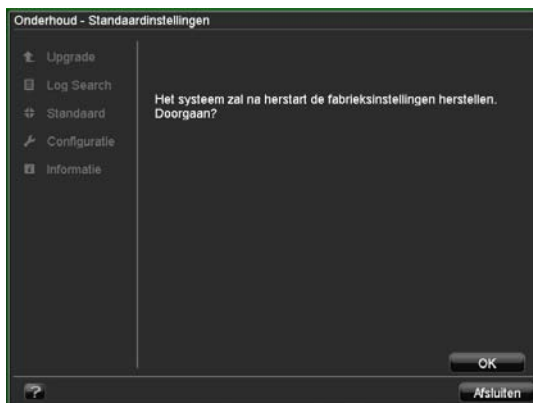 Onderhoud - Standaardinstellingen
Upgrade
Log Search
Standaard
Configuratie
Informatie
Het systeem zal na herstart de fabrieksinstellingen herstellen.
Doorgaan?
OK
?
Afsluiten